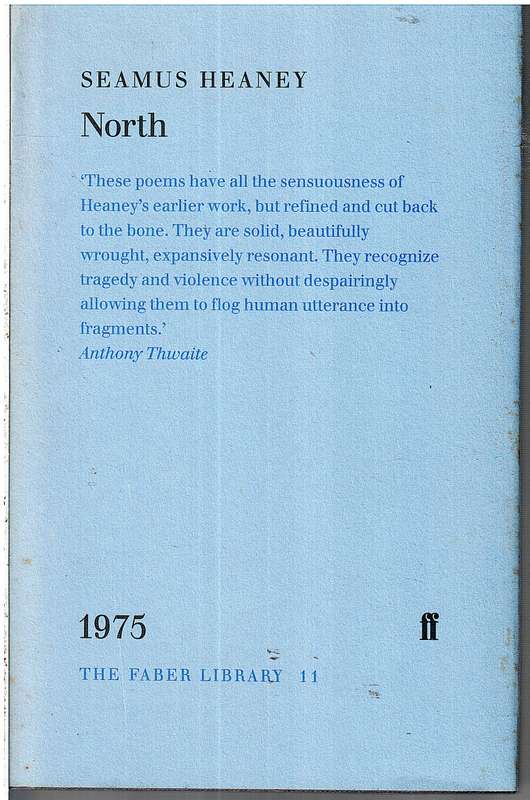 SEAMUS HEANEY
North
‘These poems have all the sensuousness of
Heaney’s earlier work, but refined and cut back
to the bone. They are solid, beautifully
wrought, expansively resonant. They recognize
tragedy and violence without despairingly
allowing them to flog human utterance into
fragments.’
Anthony Thwaite
1975
ff
THE FABER LIBRARY 11